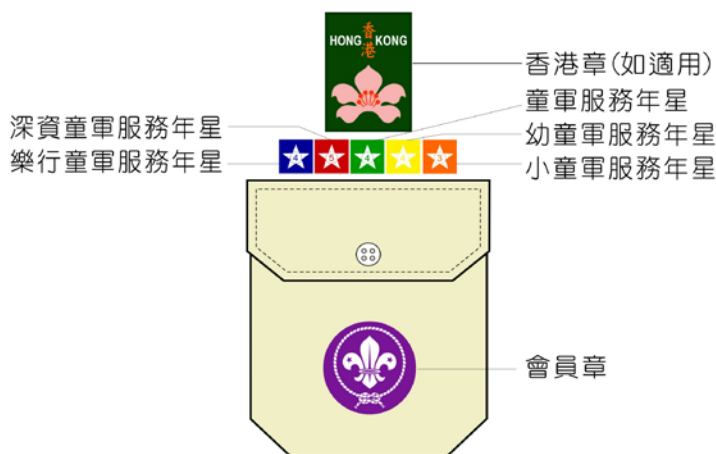 HONG KONG
香港
香港章(如適用)
童軍服務年星
深資童軍服務年星
幼童軍服務年星
樂行童軍服務年星
小童軍服務年星
會員章